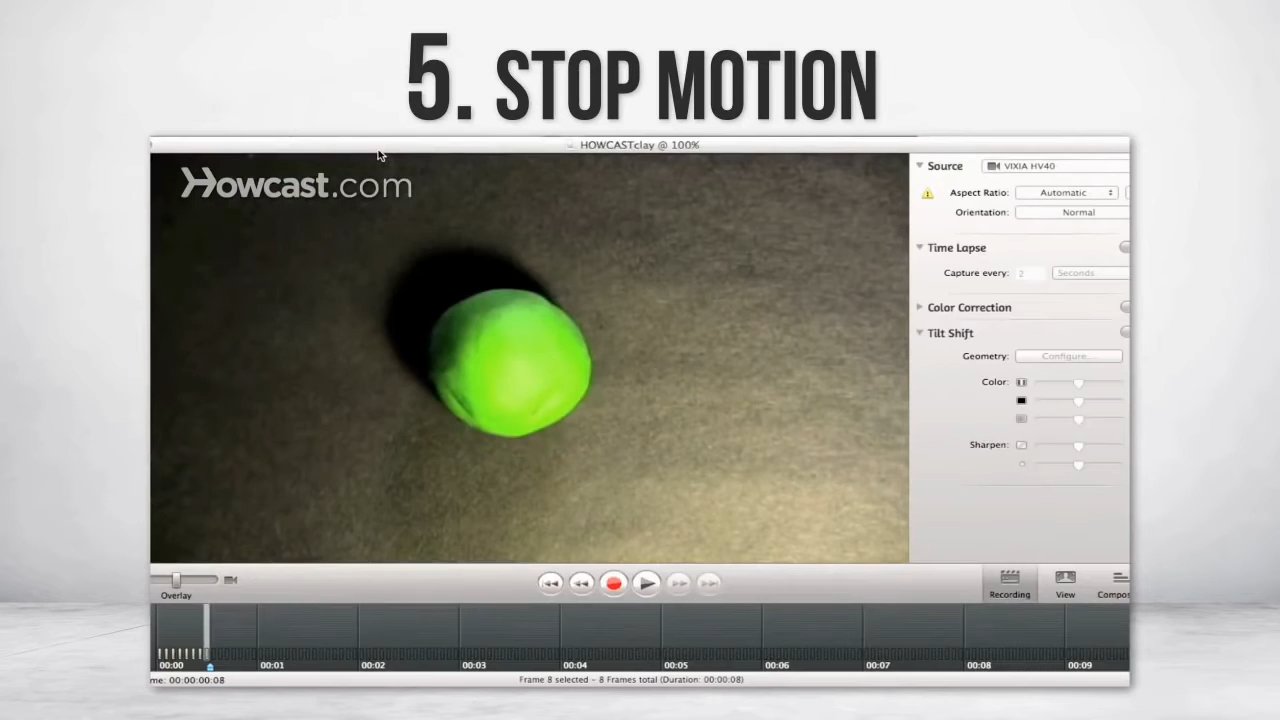 5. STOP MOTION
HOWCASTclay @ 100%
Howcast.com
Source
VIXIA HV40
Aspect Ratio:
Automatic
Orientation:
Normal
Time Lapse
Capture every:
2
Seconds
Color Correction
Tilt Shift
Geometry:
Configure...
Color:
Sharpen:
Overlay
Recording
View
Compos
00:00 00:01 00:02 00:03 00:04 00:05 00:06 00:07 00:08 00:09
me: 00:00:00:08
Frame 8 selected - 8 Frames total (Duration: 00:00:08)